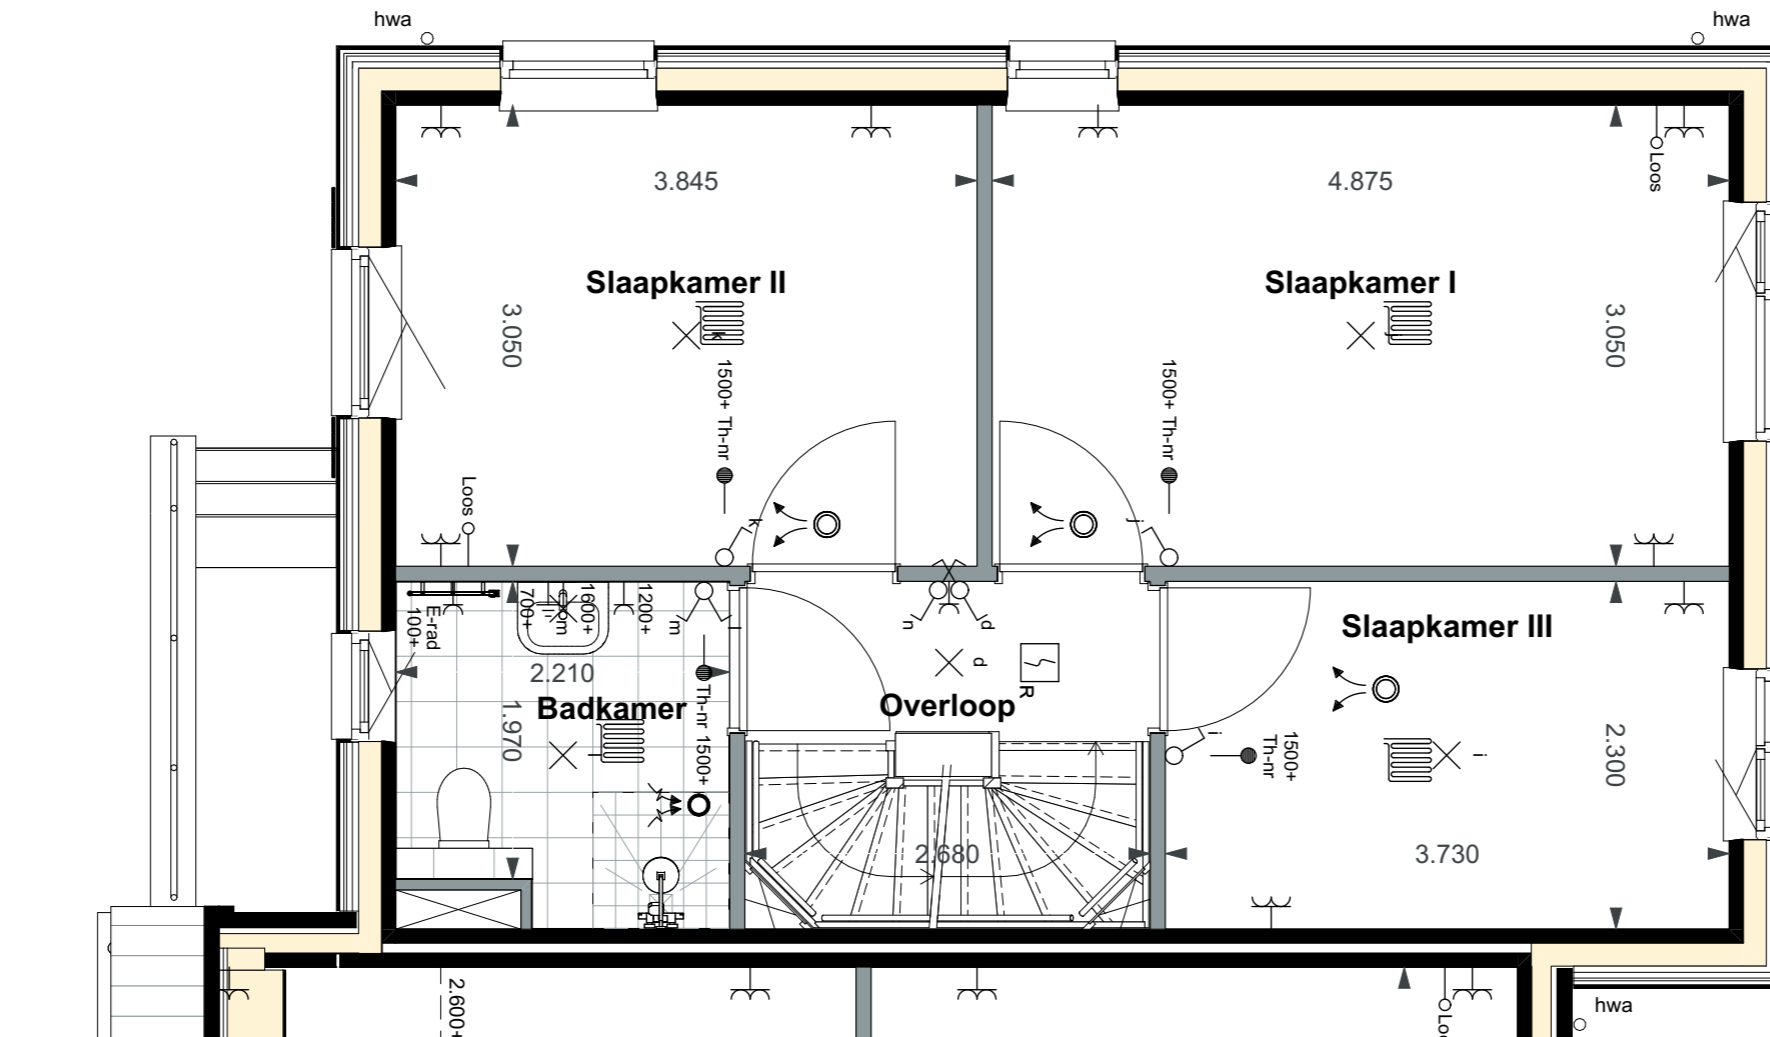 hwa
hwa
3.845
4.875
Loos
Slaapkamer II
Slaapkamer I
k
j
3.050
3.050
1500+ Th-nr
1500+ Th-nr
Loos
k
j
E-rad
100+
700+
1600+
1200+
m
l
n
d
d
R
Slaapkamer III
2.210
Badkamer
1.970
Th-nr 1500+
l
Overloop
i
1500+
Th-nr
i
2.300
2.680
3.730
2.600+
hwa